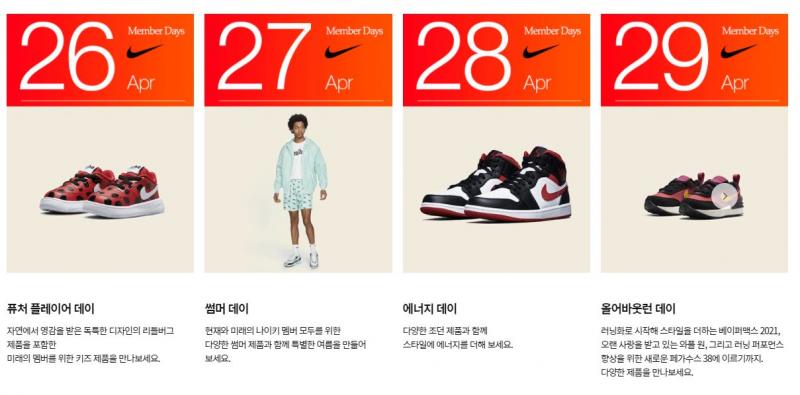 26
Member Days
Apr
27
Member Days
Apr
28
Member Days
Apr
29
Member Days
Apr
퓨처 플레이어 데이
자연에서 영감을 받은 독특한 디자인의 리틀버그
제품을 포함한
미래의 멤버를 위한 키즈 제품을 만나보세요.
썸머 데이
현재와 미래의 나이키 멤버 모두를 위한
다양한 썸머 제품과 함께 특별한 여름을 만들어
보세요.
에너지 데이
다양한 조던 제품과 함께
스타일에 에너지를 더해 보세요.
올어바웃런 데이
러닝화로 시작해 스타일을 더하는 베이퍼맥스 2021,
오랜 사랑을 받고 있는 와플 원, 그리고 러닝 퍼포먼스
향상을 위한 새로운 페가수스 38에 이르기까지.
다양한 제품을 만나보세요.